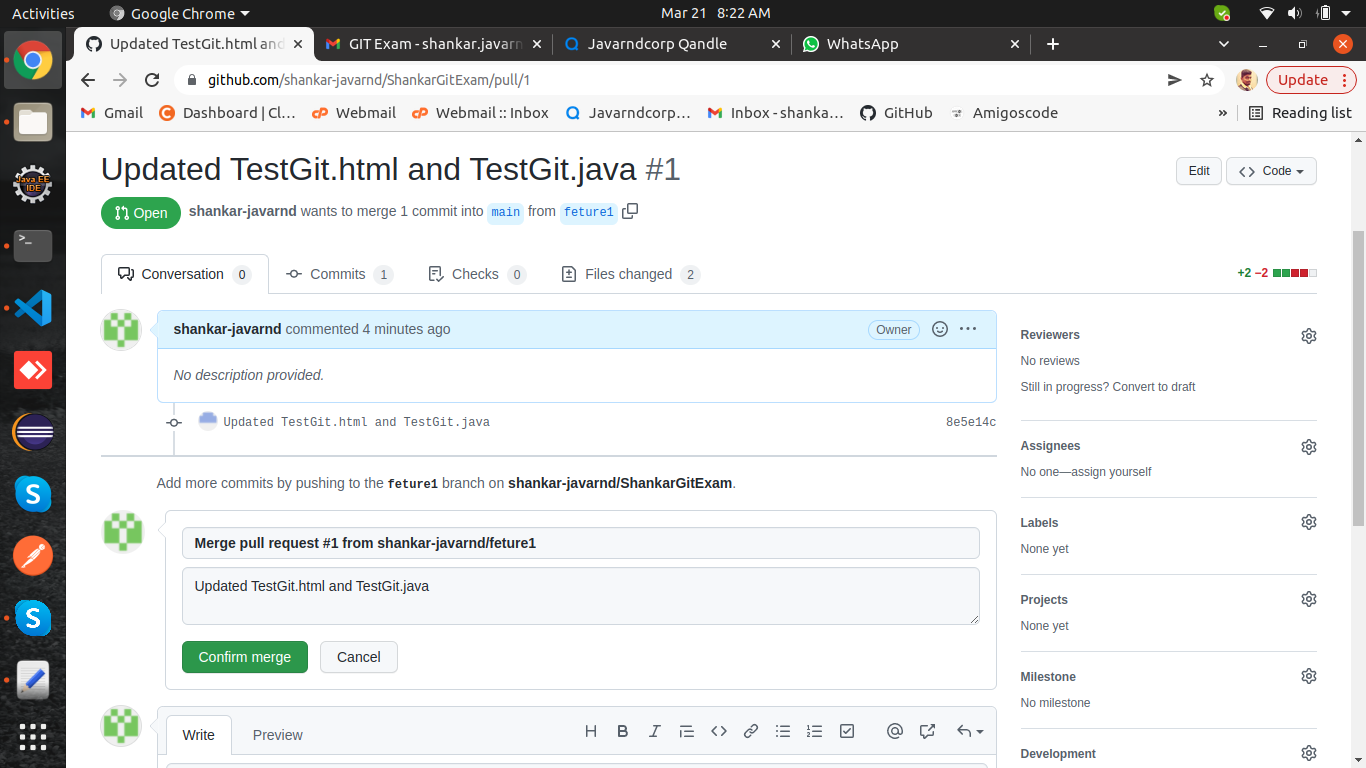 Activities Google Chrome Mar 21 8:22 AM
Updated TestGit.html and GIT Exam - shankar.javarn Javarndcorp Qandle WhatsApp
github.com/shankar-javarnd/ShankarGitExam/pull/1 Update
Gmail Dashboard | Cl… Webmail Webmail :: Inbox Javarndcorp… Inbox - shanka… GitHub Amigoscode » Reading list
Java EE
IDE
Updated TestGit.html and TestGit.java #1
Edit Code
Open shankar-javarnd wants to merge 1 commit into main from feture1
Conversation 0 Commits 1 Checks 0 Files changed 2 +2 −2
shankar-javarnd commented 4 minutes ago Owner
No description provided.
Updated TestGit.html and TestGit.java 8e5e14c
Add more commits by pushing to the feture1 branch on shankar-javarnd/ShankarGitExam.
Merge pull request #1 from shankar-javarnd/feture1
Updated TestGit.html and TestGit.java
Confirm merge Cancel
Write Preview
Reviewers
No reviews
Still in progress? Convert to draft
Assignees
No one—assign yourself
Labels
None yet
Projects
None yet
Milestone
No milestone
Development